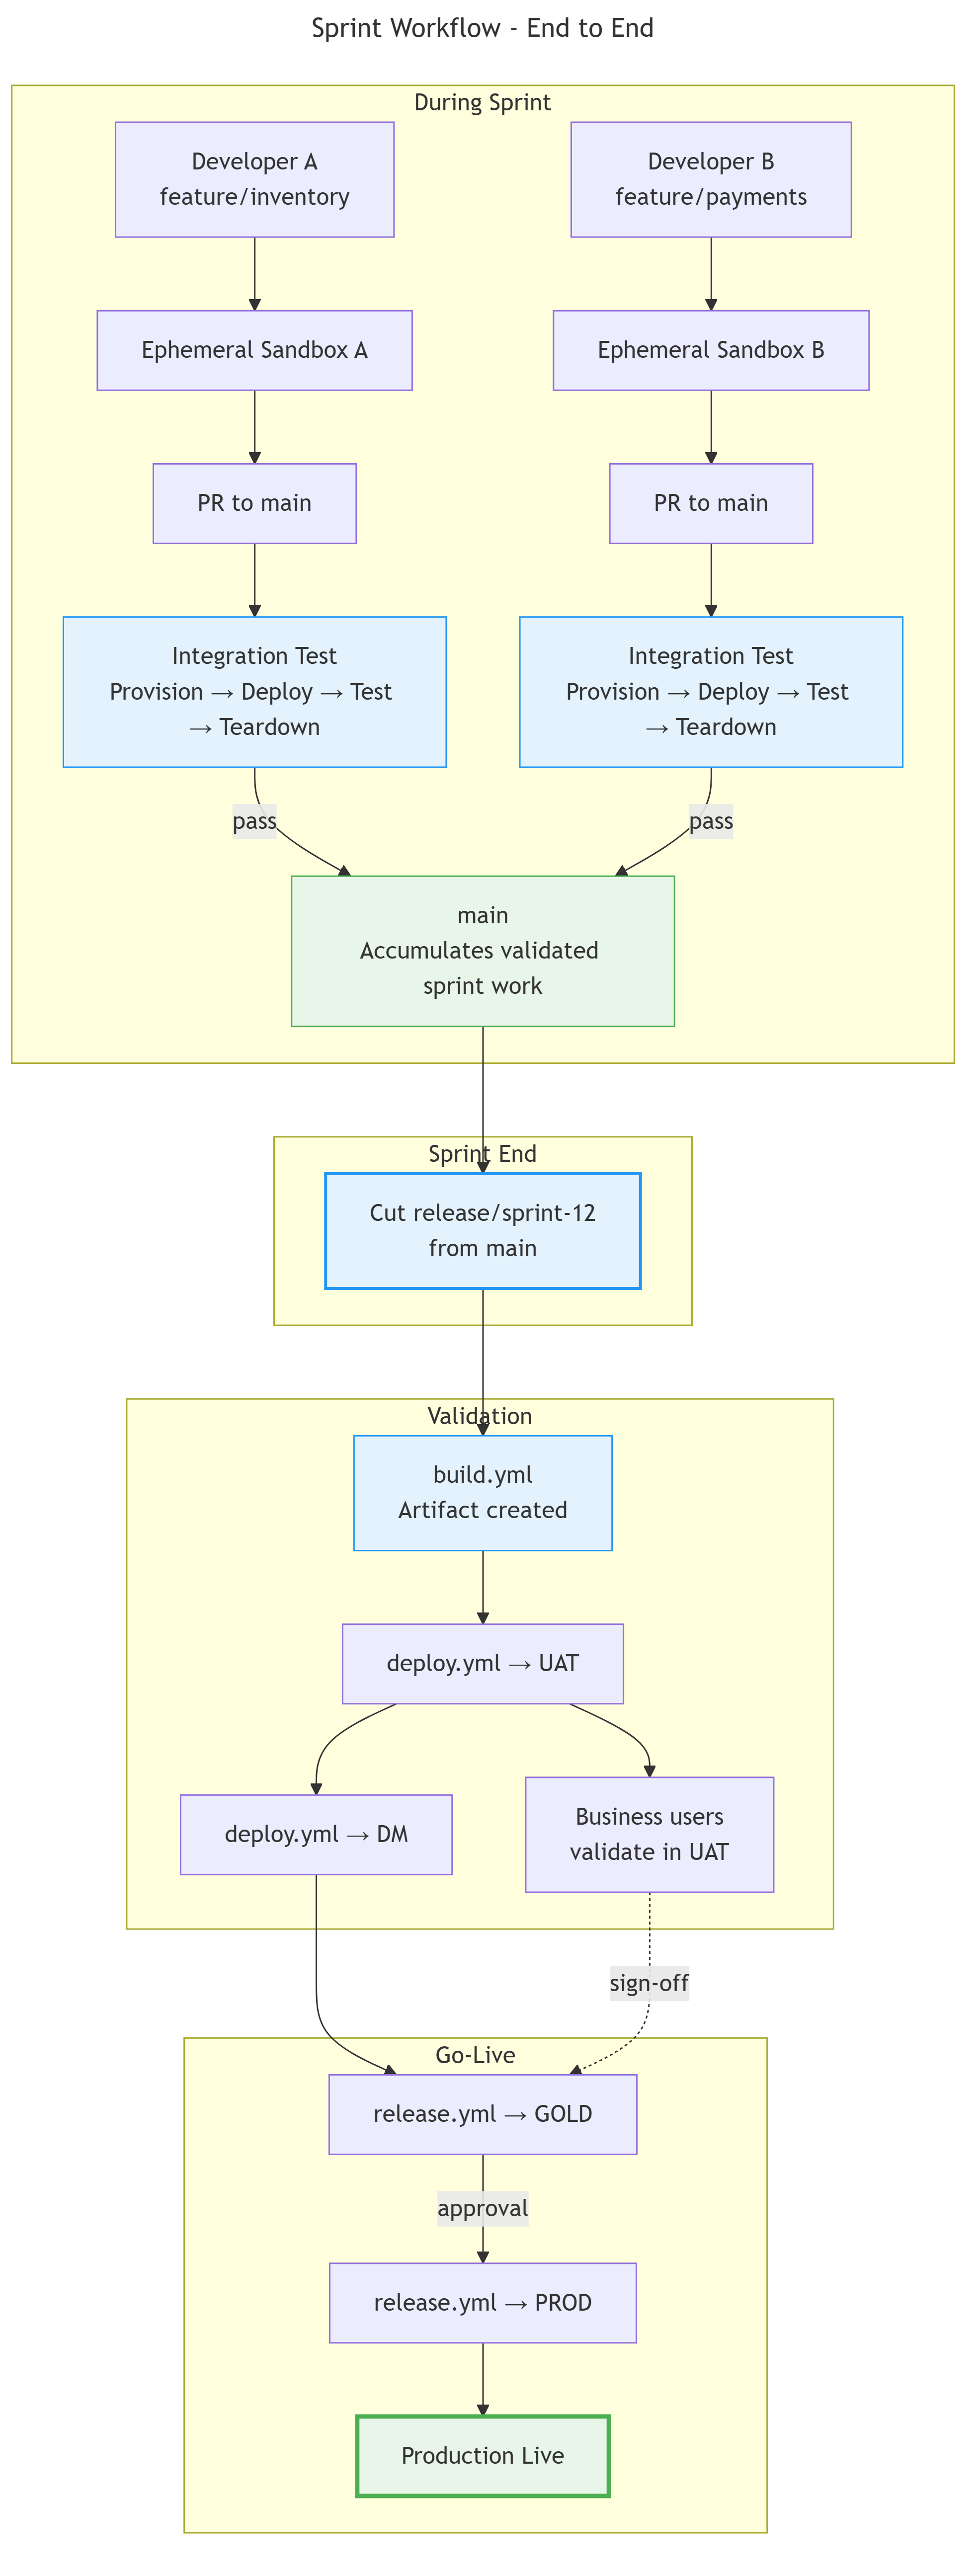 Sprint Workflow - End to End
During Sprint
Developer A
feature/inventory
Developer B
feature/payments
Ephemeral Sandbox A
Ephemeral Sandbox B
PR to main
PR to main
Integration Test
Provision → Deploy → Test
→ Teardown
Integration Test
Provision → Deploy → Test
→ Teardown
pass
pass
main
Accumulates validated
sprint work
Sprint End
Cut release/sprint-12
from main
Validation
build.yml
Artifact created
deploy.yml → UAT
deploy.yml → DM
Business users
validate in UAT
sign-off
Go-Live
release.yml → GOLD
approval
release.yml → PROD
Production Live